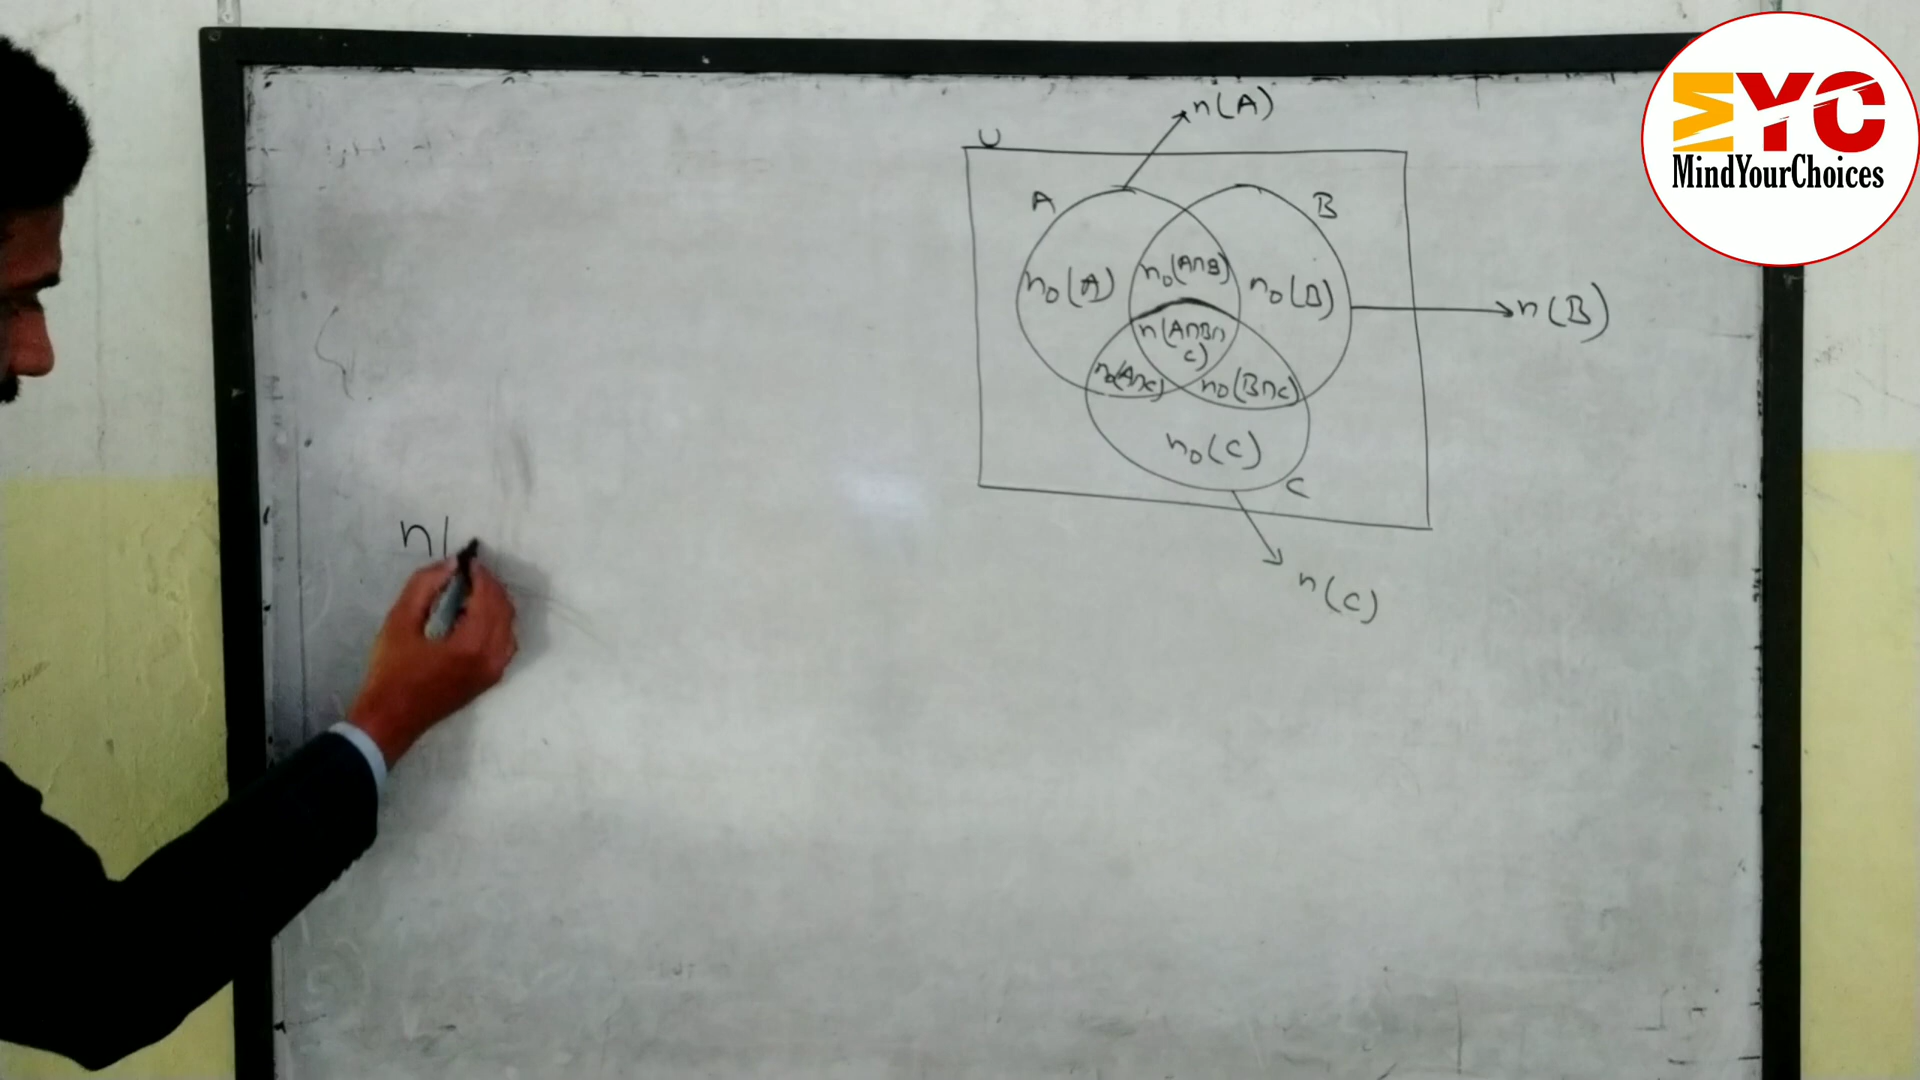 MYC
MindYourChoices
n(A)
U
A
B
n₀(A)
n₀(A∩B)
n₀(B)
n(B)
n(A∩B∩
C)
n₀(A∩C)
n₀(B∩C)
n₀(C)
C
n(C)
n(